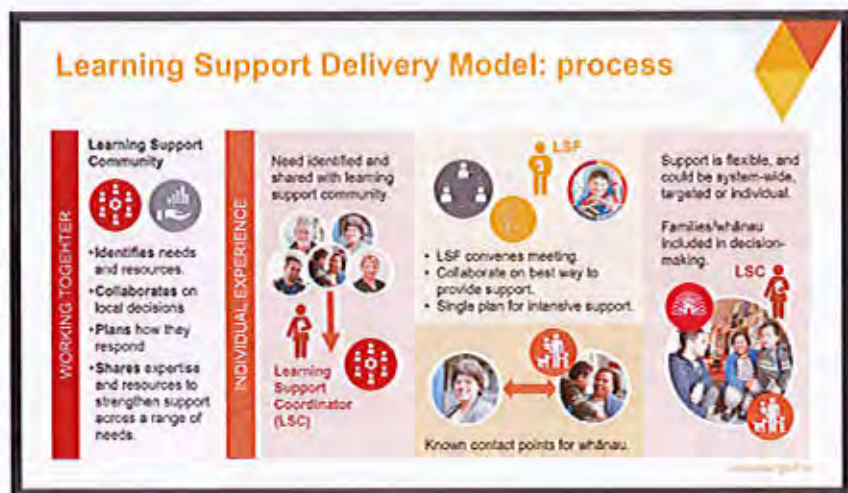 Learning Support Delivery Model: process
WORKING TOGEHTER
Learning Support
Community
•Identifies needs
and resources.
•Collaborates on
local decisions
•Plans how they
respond
•Shares expertise
and resources to
strengthen support
across a range of
needs.
INDIVIDUAL EXPERIENCE
Need identified and
shared with learning
support community.
Learning
Support
Coordinator
(LSC)
LSF
• LSF convenes meeting.
• Collaborate on best way to
provide support.
• Single plan for intensive support.
Known contact points for whānau.
Support is flexible, and
could be system-wide,
targeted or individual.
Families/whānau
included in decision-
making.
LSC